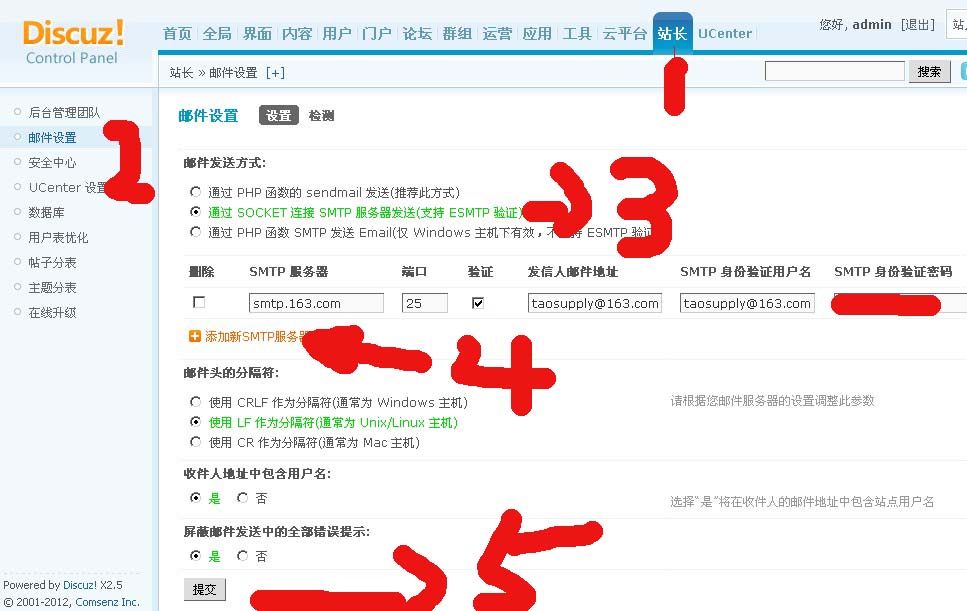 Discuz!
Control Panel
首页 全局 界面 内容 用户 门户 论坛 群组 运营 应用 工具 云平台 站长 UCenter
您好, admin [退出]
站长 » 邮件设置 [+]
搜索
1
后台管理团队
邮件设置
安全中心
UCenter 设置
数据库
用户表优化
帖子分表
主题分表
在线升级
2
邮件设置 设置 检测
邮件发送方式:
通过 PHP 函数的 sendmail 发送(推荐此方式)
通过 SOCKET 连接 SMTP 服务器发送(支持 ESMTP 验证)
通过 PHP 函数 SMTP 发送 Email(仅 Windows 主机下有效，不 ESMTP 验证
3
删除 SMTP 服务器 端口 验证 发信人邮件地址 SMTP 身份验证用户名 SMTP 身份验证密码
smtp.163.com 25 taosupply@163.com taosupply@163.com
添加新SMTP服务器
4
邮件头的分隔符:
使用 CRLF 作为分隔符(通常为 Windows 主机)
使用 LF 作为分隔符(通常为 Unix/Linux 主机)
使用 CR 作为分隔符(通常为 Mac 主机)
请根据您邮件服务器的设置调整此参数
收件人地址中包含用户名:
是 否
选择“是”将在收件人的邮件地址中包含站点用户名
屏蔽邮件发送中的全部错误提示:
是 否
提交
5
Powered by Discuz! X2.5
© 2001-2012, Comsenz Inc.